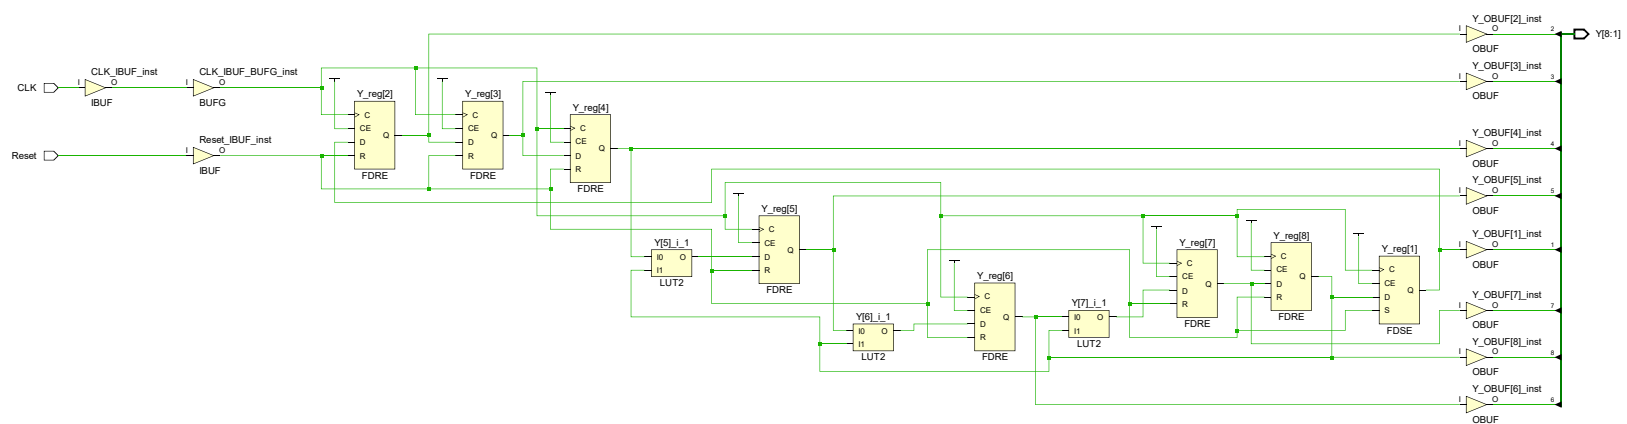 Y_OBUF[2]_inst
I O 2
OBUF
Y[8:1]
Y_OBUF[3]_inst
I O 3
OBUF
CLK_IBUF_inst
CLK I O
IBUF
CLK_IBUF_BUFG_inst
I O
BUFG
Reset_IBUF_inst
Reset I O
IBUF
Y_reg[2]
C
CE
D Q
R
FDRE
Y_reg[3]
C
CE
D Q
R
FDRE
Y_reg[4]
C
CE
D Q
R
FDRE
Y_OBUF[4]_inst
I O 4
OBUF
Y_OBUF[5]_inst
I O 5
OBUF
Y[5]_i_1
I0 O
I1
LUT2
Y_reg[5]
C
CE
D Q
R
FDRE
Y[6]_i_1
I0 O
I1
LUT2
Y_reg[6]
C
CE
D Q
R
FDRE
Y[7]_i_1
I0 O
I1
LUT2
Y_reg[7]
C
CE
D Q
R
FDRE
Y_reg[8]
C
CE
D Q
R
FDRE
Y_reg[1]
C
CE
D Q
S
FDSE
Y_OBUF[1]_inst
I O 1
OBUF
Y_OBUF[7]_inst
I O 7
OBUF
Y_OBUF[8]_inst
I O 8
OBUF
Y_OBUF[6]_inst
I O 6
OBUF